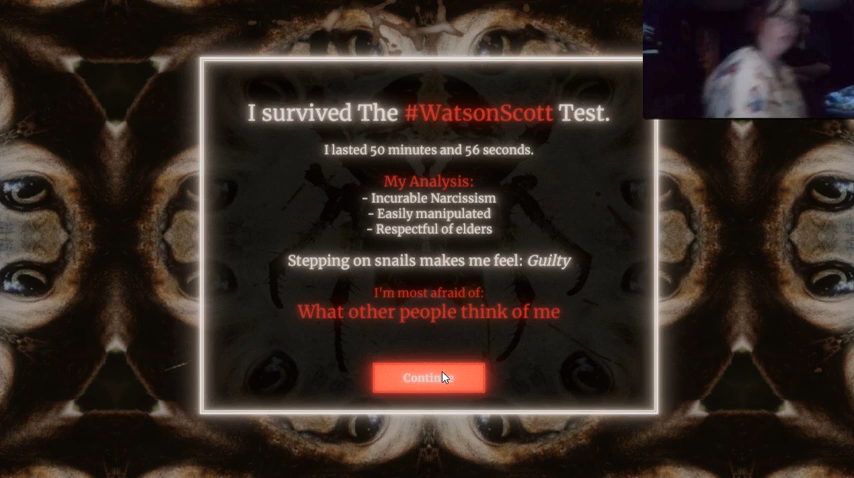 I survived The #WatsonScott Test.
I lasted 50 minutes and 56 seconds.
My Analysis:
- Incurable Narcissism
- Easily manipulated
- Respectful of elders
Stepping on snails makes me feel: Guilty
I'm most afraid of:
What other people think of me
Continue